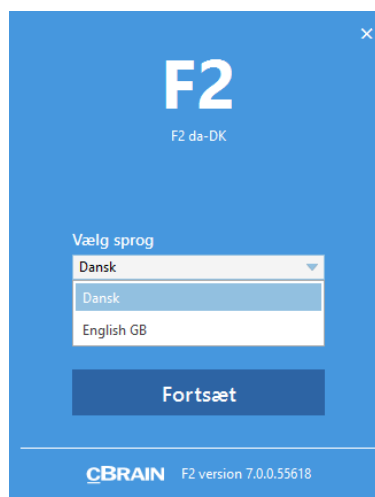 F2
F2 da-DK
Vælg sprog
Dansk
Dansk
English GB
Fortsæt
cBRAIN F2 version 7.0.0.55618